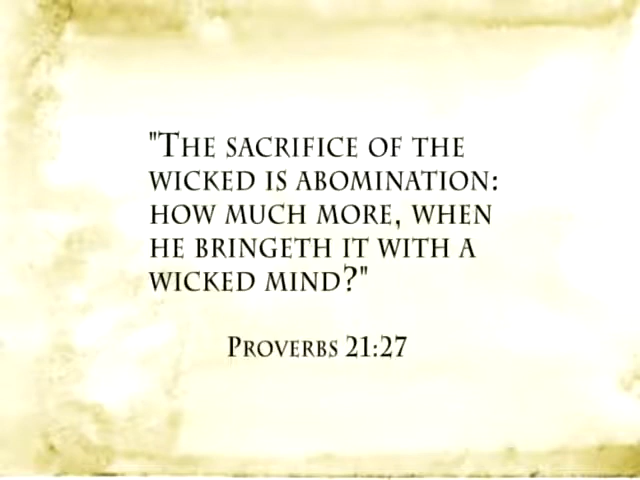 "The sacrifice of the
wicked is abomination:
how much more, when
he bringeth it with a
wicked mind?"
Proverbs 21:27